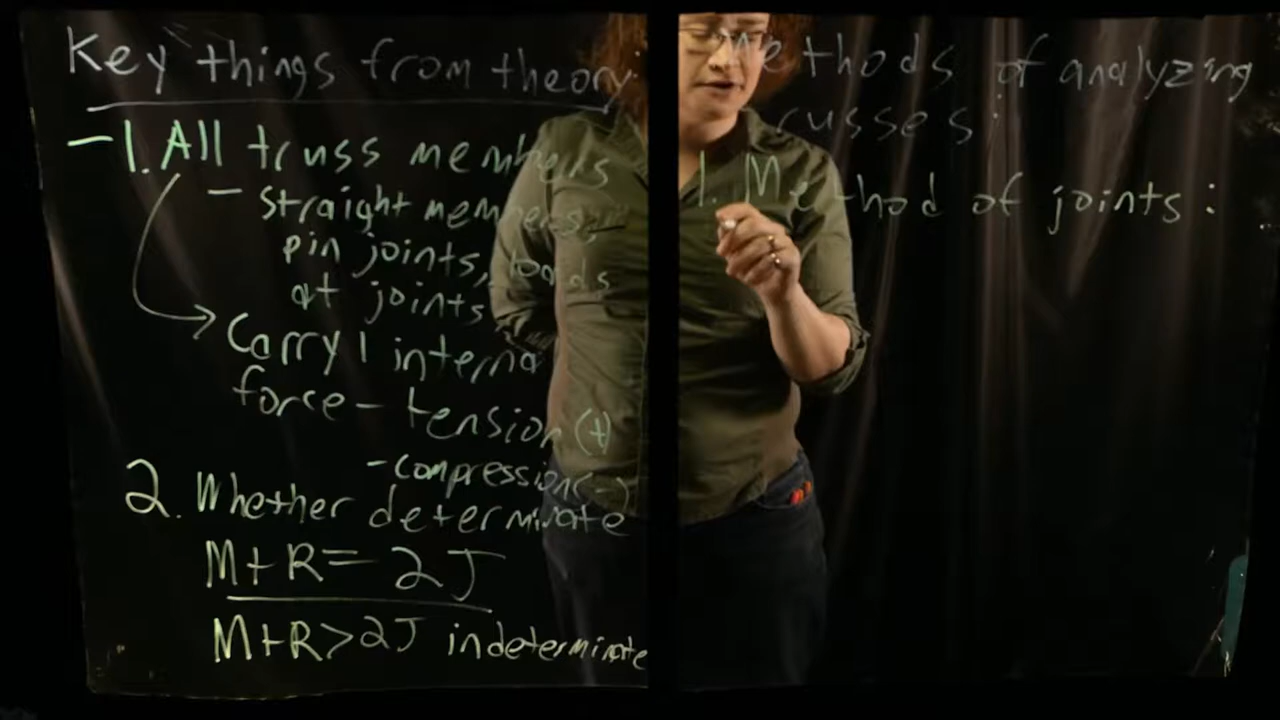 Key things from theory:
- 1. All truss members
- straight members,
pin joints, loads
at joints
Carry 1 internal
force - tension (+)
- compression (-)
2. Whether determinate
M+R = 2J
M+R > 2J indeterminate
Methods of analyzing
trusses:
1. Method of joints: